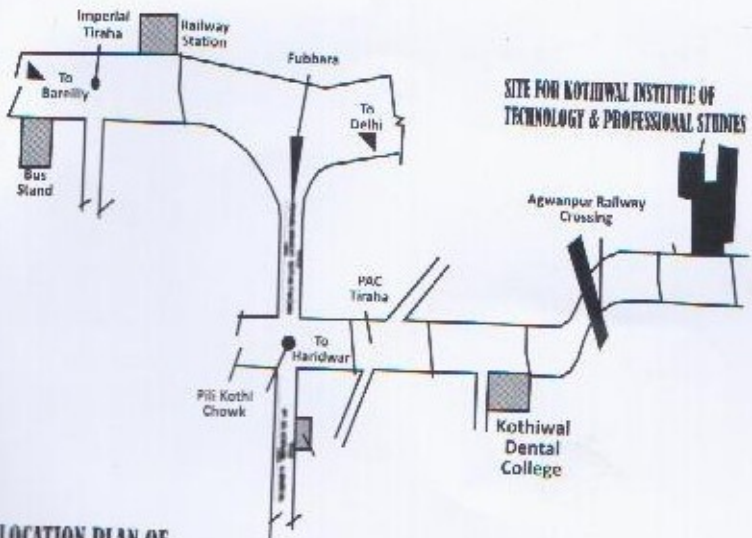 Imperial
Tiraha
Railway
Station
Fubbara
To
Bareilly
To
Delhi
SITE FOR KOTHIWAL INSTITUTE OF
TECHNOLOGY & PROFESSIONAL STUDIES
Bus
Stand
Agwanpur Railway
Crossing
PAC
Tiraha
To
Haridwar
Pili Kothi
Chowk
Kothiwal
Dental
College
LOCATION PLAN OF